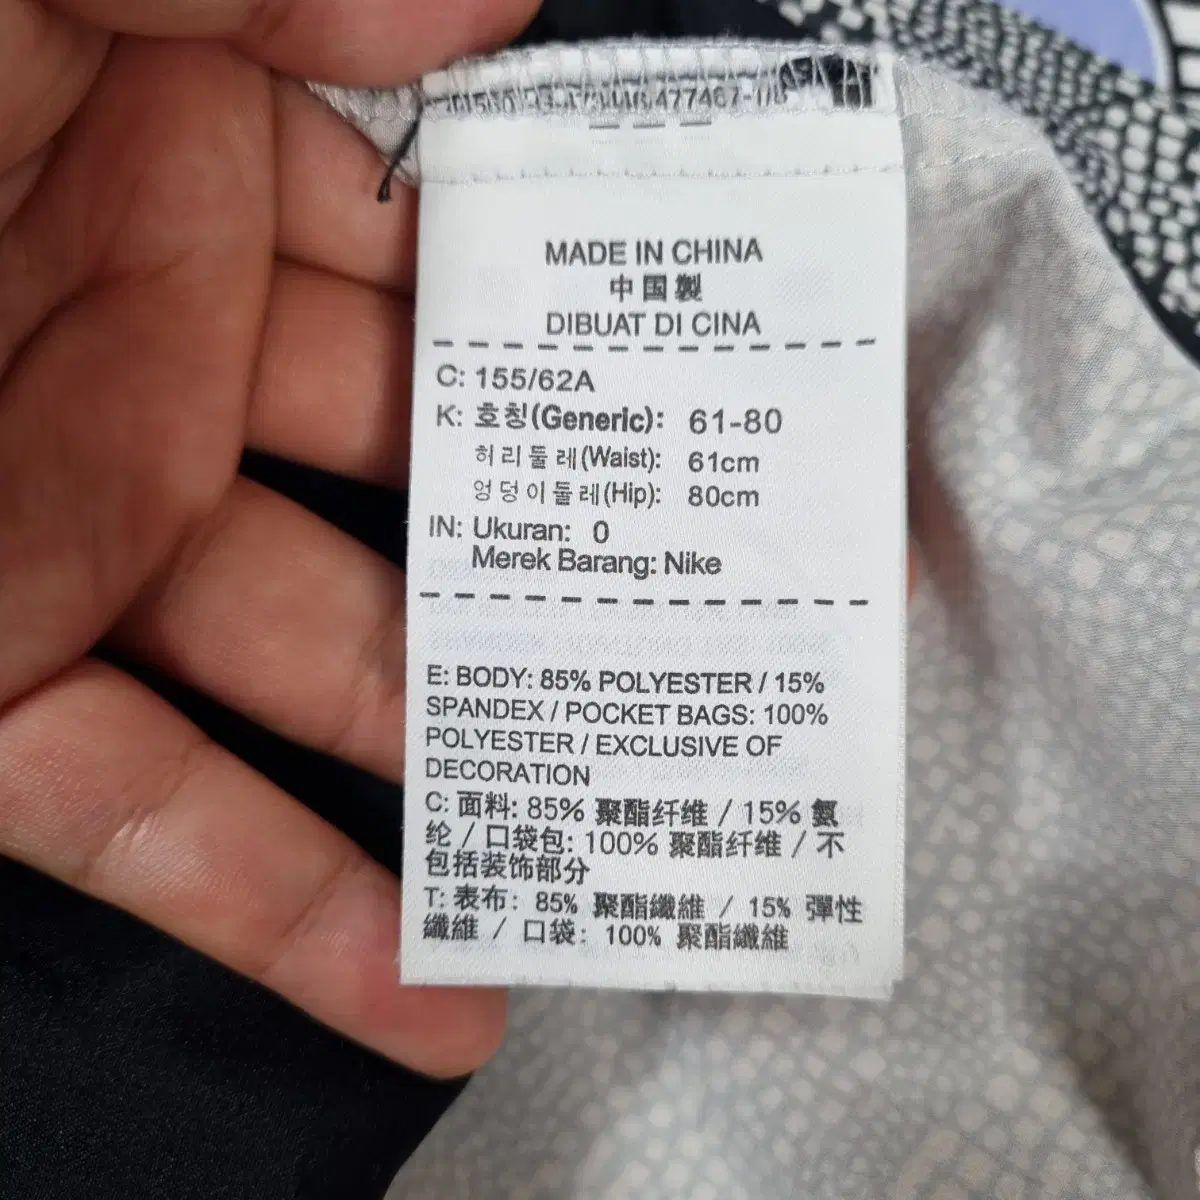 MADE IN CHINA
中国製
DIBUAT DI CINA
C: 155/62A
K: 호칭(Generic): 61-80
허리둘레(Waist): 61cm
엉덩이둘레(Hip): 80cm
IN: Ukuran: 0
Merek Barang: Nike
E: BODY: 85% POLYESTER / 15%
SPANDEX / POCKET BAGS: 100%
POLYESTER / EXCLUSIVE OF
DECORATION
C: 面料: 85% 聚酯纤维 / 15% 氨
纶 / 口袋包: 100% 聚酯纤维 / 不
包括装饰部分
T: 表布: 85% 聚酯纖維 / 15% 彈性
纖維 / 口袋: 100% 聚酯纖維